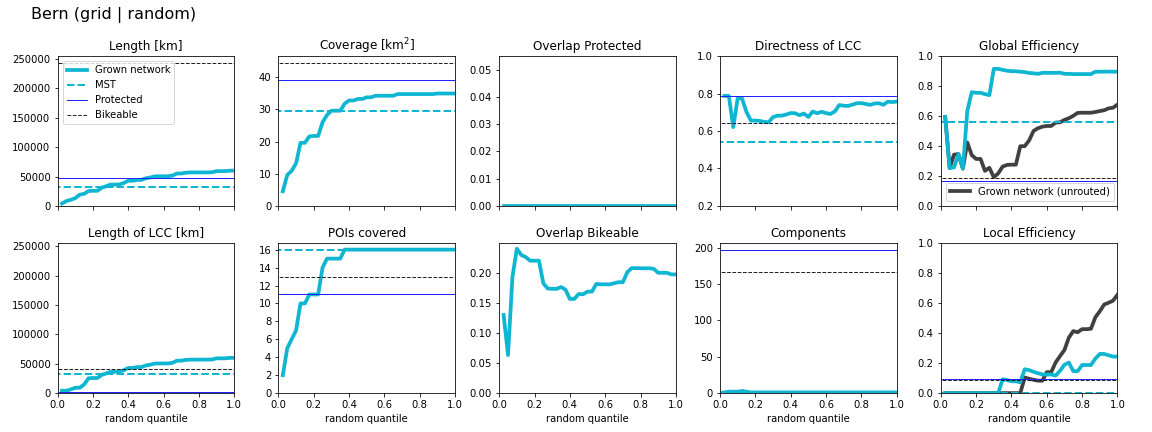 Bern (grid | random)
Length [km]
250000
200000
150000
100000
50000
0
Grown network
MST
Protected
Bikeable
Coverage [km²]
40
30
20
10
0
Overlap Protected
0.05
0.04
0.03
0.02
0.01
0.00
Directness of LCC
1.0
0.8
0.6
0.4
0.2
Global Efficiency
1.0
0.8
0.6
0.4
0.2
0.0
Grown network (unrouted)
Length of LCC [km]
250000
200000
150000
100000
50000
0
0.0 0.2 0.4 0.6 0.8 1.0
random quantile
POIs covered
16
14
12
10
8
6
4
2
0.0 0.2 0.4 0.6 0.8 1.0
random quantile
Overlap Bikeable
0.20
0.15
0.10
0.05
0.00
0.0 0.2 0.4 0.6 0.8 1.0
random quantile
Components
200
150
100
50
0
0.0 0.2 0.4 0.6 0.8 1.0
random quantile
Local Efficiency
1.0
0.8
0.6
0.4
0.2
0.0
0.0 0.2 0.4 0.6 0.8 1.0
random quantile